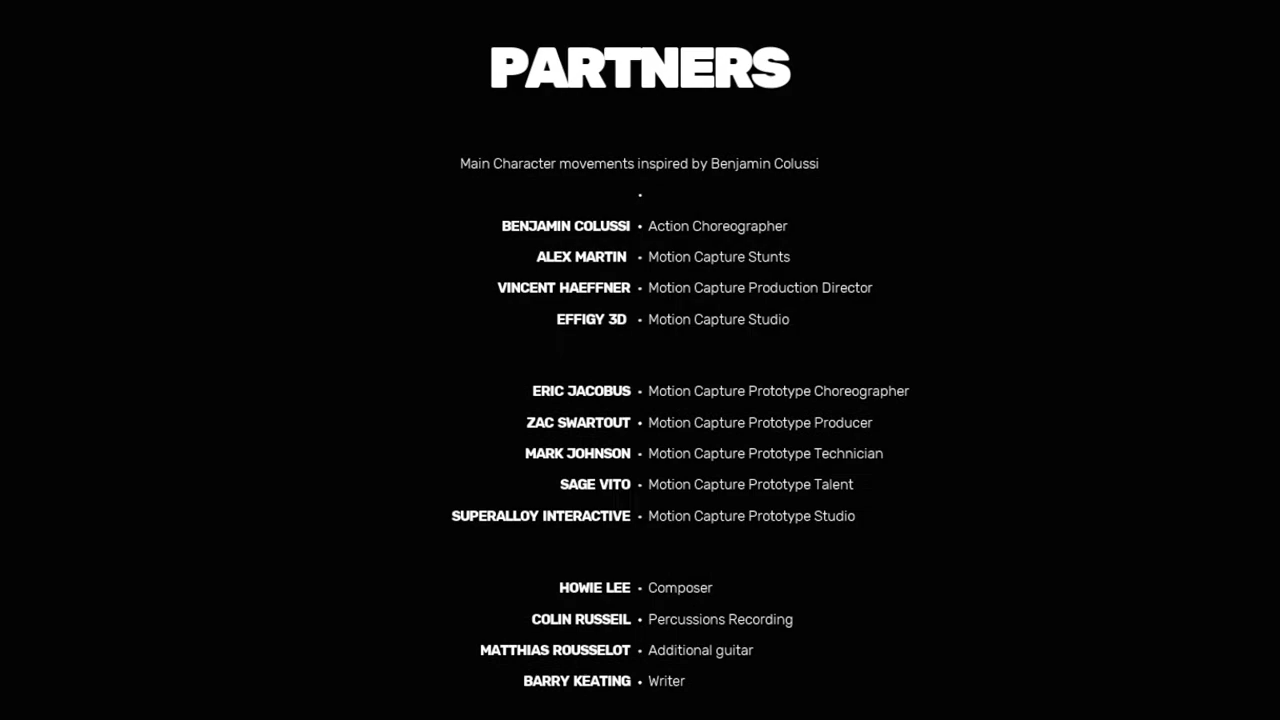 PARTNERS
Main Character movements inspired by Benjamin Colussi
•
BENJAMIN COLUSSI • Action Choreographer
ALEX MARTIN • Motion Capture Stunts
VINCENT HAEFFNER • Motion Capture Production Director
EFFIGY 3D • Motion Capture Studio
ERIC JACOBUS • Motion Capture Prototype Choreographer
ZAC SWARTOUT • Motion Capture Prototype Producer
MARK JOHNSON • Motion Capture Prototype Technician
SAGE VITO • Motion Capture Prototype Talent
SUPERALLOY INTERACTIVE • Motion Capture Prototype Studio
HOWIE LEE • Composer
COLIN RUSSEIL • Percussions Recording
MATTHIAS ROUSSELOT • Additional guitar
BARRY KEATING • Writer